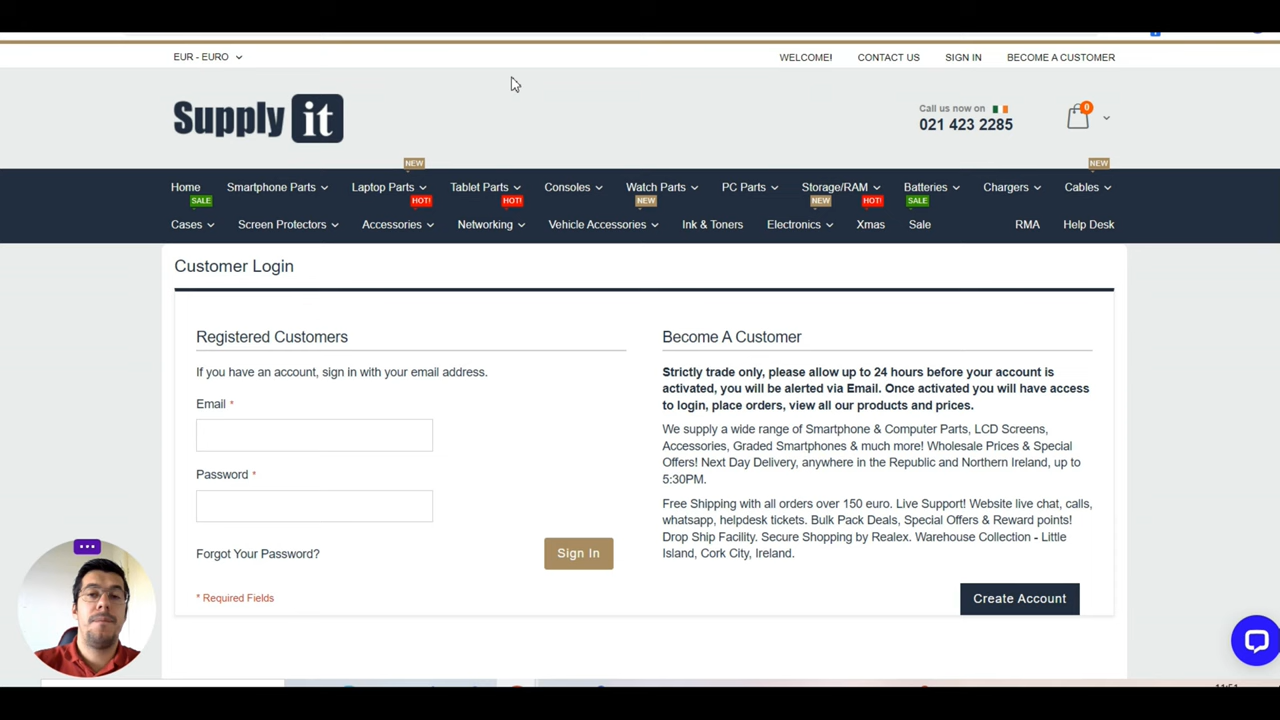 EUR - EURO
WELCOME! CONTACT US SIGN IN BECOME A CUSTOMER
Supply it
Call us now on
021 423 2285
0
NEW NEW
Home Smartphone Parts Laptop Parts Tablet Parts Consoles Watch Parts PC Parts Storage/RAM Batteries Chargers Cables
SALE HOT! HOT! NEW NEW HOT! SALE
Cases Screen Protectors Accessories Networking Vehicle Accessories Ink & Toners Electronics Xmas Sale RMA Help Desk
Customer Login
Registered Customers
If you have an account, sign in with your email address.
Email *
Password *
Forgot Your Password?
Sign In
* Required Fields
Become A Customer
Strictly trade only, please allow up to 24 hours before your account is
activated, you will be alerted via Email. Once activated you will have access
to login, place orders, view all our products and prices.
We supply a wide range of Smartphone & Computer Parts, LCD Screens,
Accessories, Graded Smartphones & much more! Wholesale Prices & Special
Offers! Next Day Delivery, anywhere in the Republic and Northern Ireland, up to
5:30PM.
Free Shipping with all orders over 150 euro. Live Support! Website live chat, calls,
whatsapp, helpdesk tickets. Bulk Pack Deals, Special Offers & Reward points!
Drop Ship Facility. Secure Shopping by Realex. Warehouse Collection - Little
Island, Cork City, Ireland.
Create Account